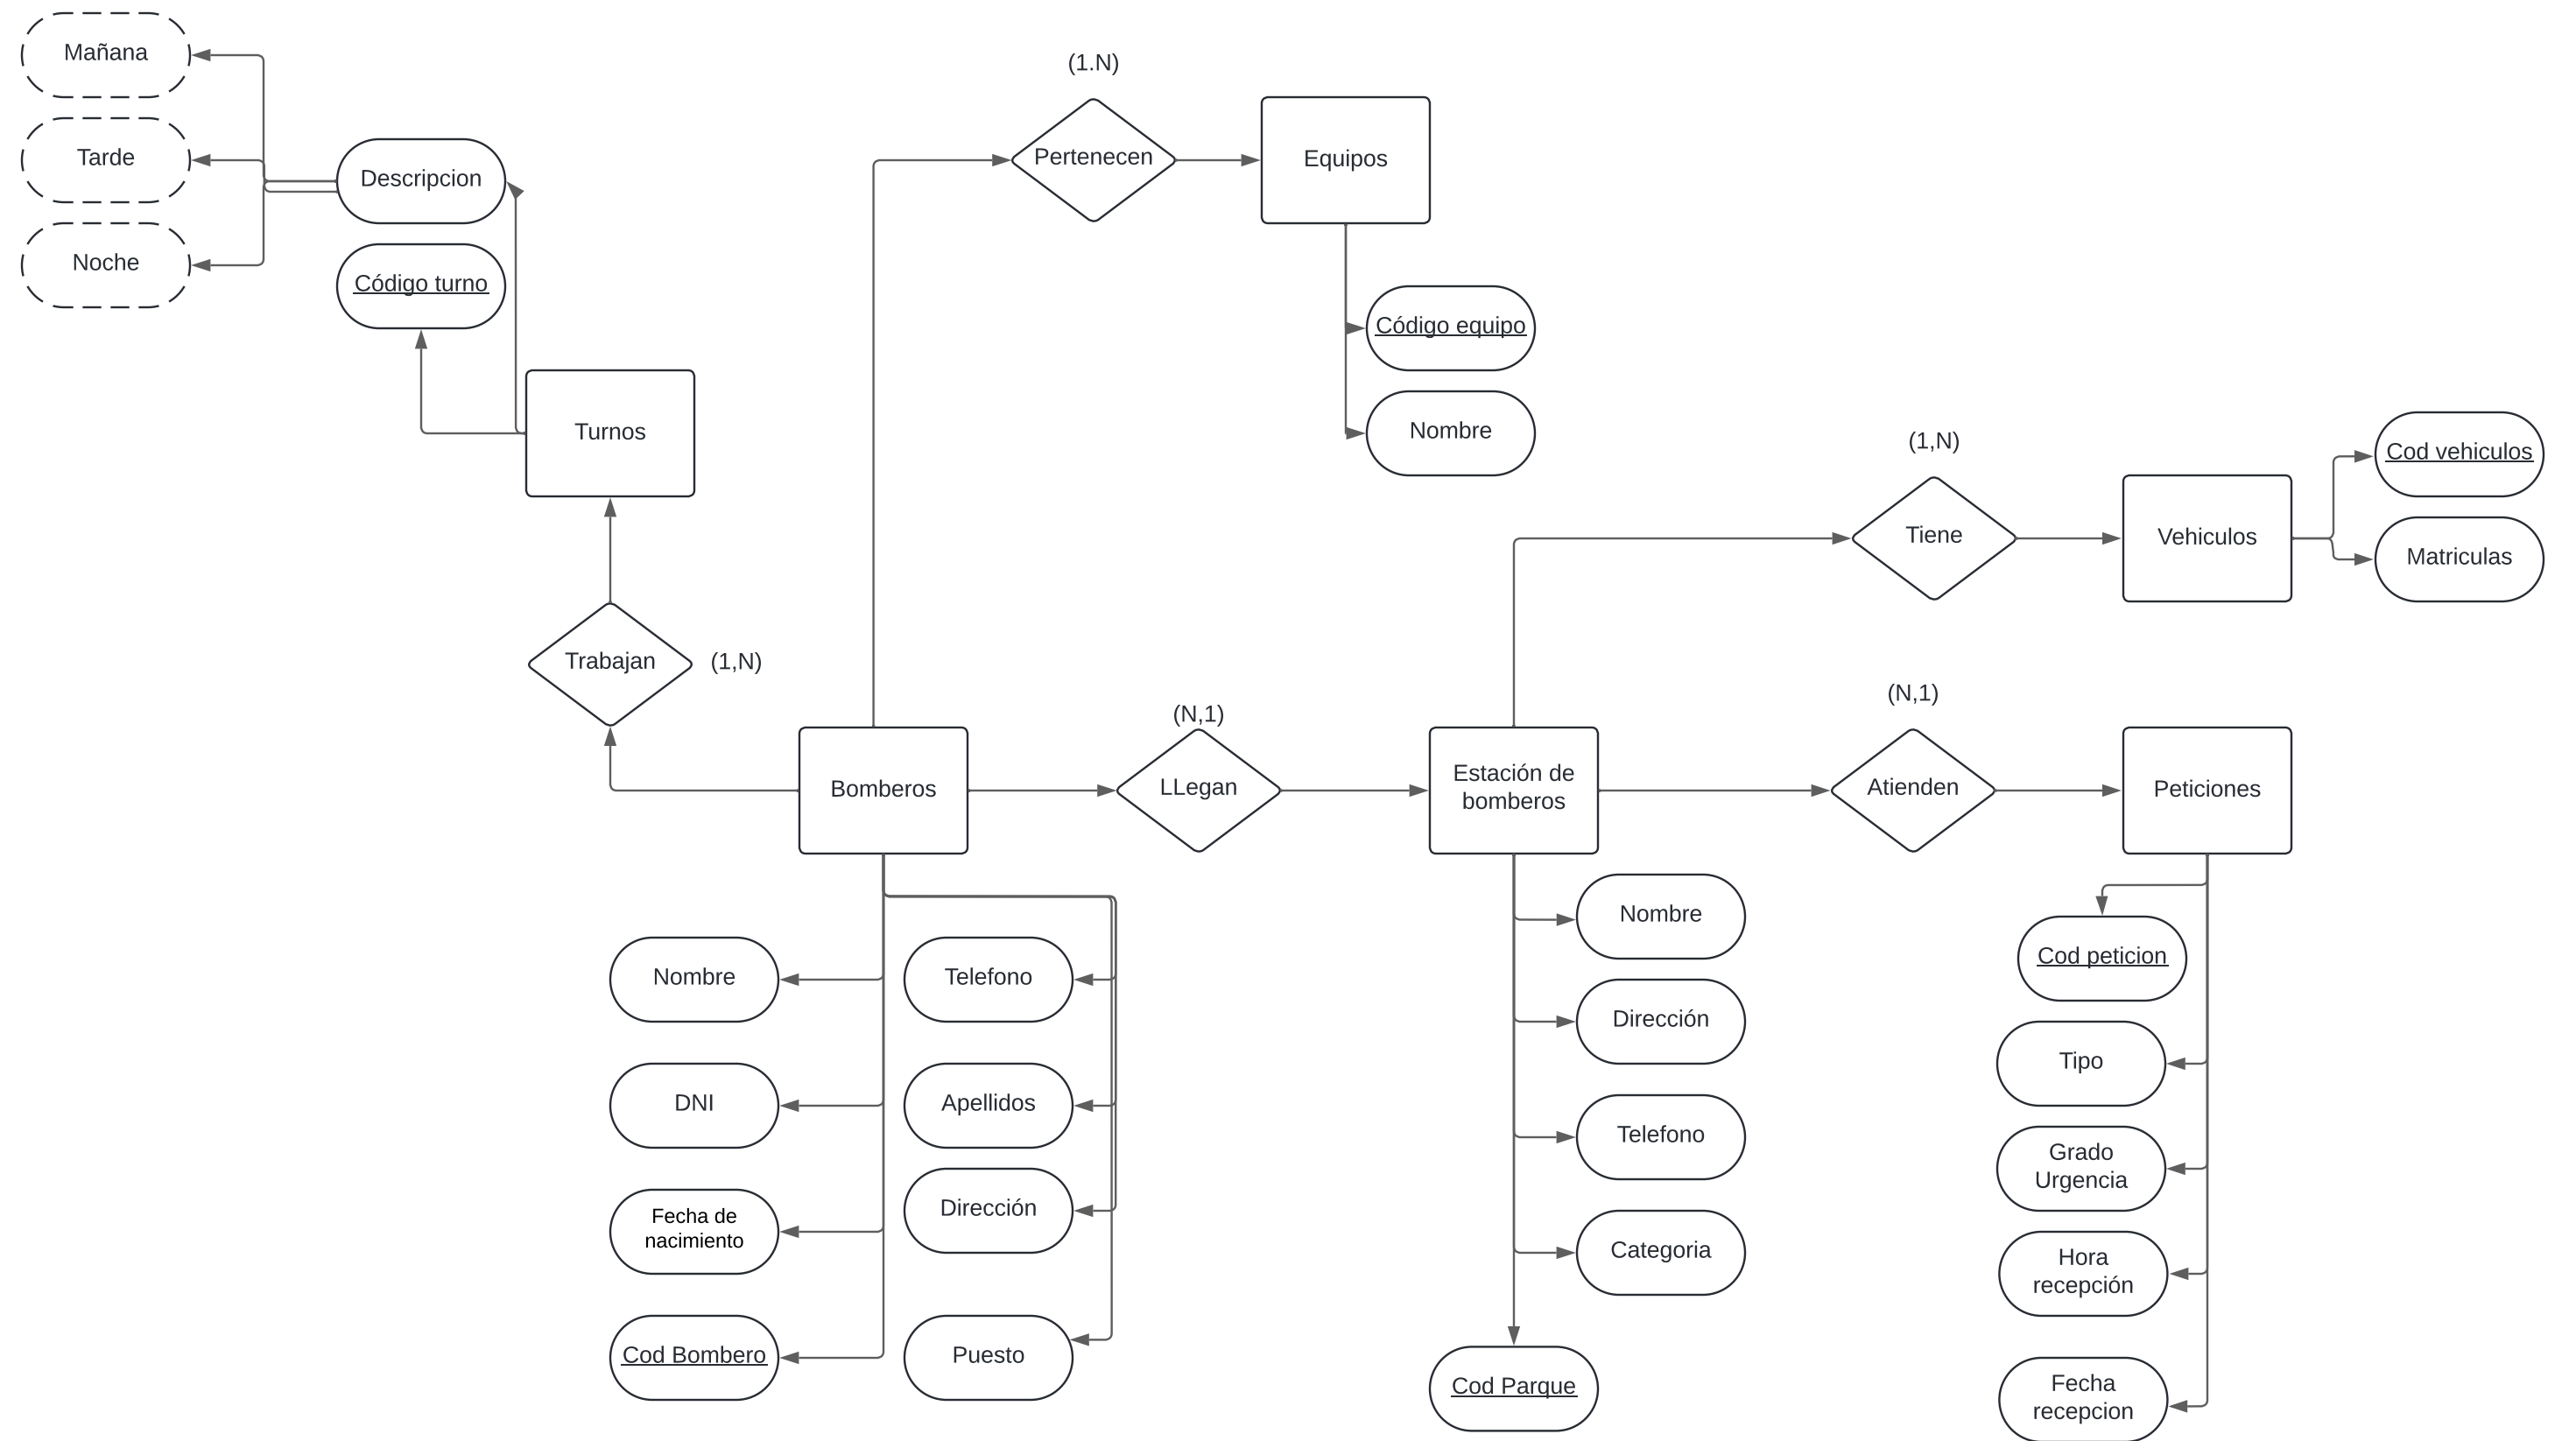 Mañana
Tarde
Noche
Descripcion
Código turno
Turnos
Trabajan
(1,N)
(1.N)
Pertenecen
Equipos
Código equipo
Nombre
(1,N)
Tiene
Vehiculos
Cod vehiculos
Matriculas
Bomberos
(N,1)
LLegan
Estación de
bomberos
(N,1)
Atienden
Peticiones
Nombre
DNI
Fecha de
nacimiento
Cod Bombero
Telefono
Apellidos
Dirección
Puesto
Nombre
Dirección
Telefono
Categoria
Cod Parque
Cod peticion
Tipo
Grado
Urgencia
Hora
recepción
Fecha
recepcion